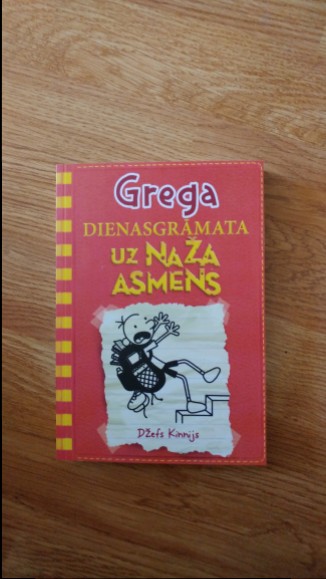 Grega
DIENASGRĀMATA
UZ NAŽA
ASMENS
Džefs Kinnijs